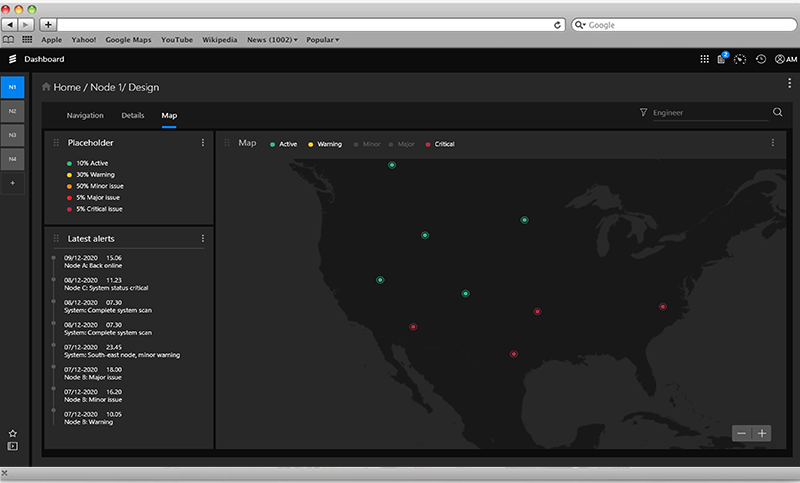 Google
Apple Yahoo! Google Maps YouTube Wikipedia News (1002) Popular
Dashboard
2
AM
N1
N2
N3
N4
+
Home / Node 1/ Design
Navigation Details Map
Engineer
Placeholder
10% Active
30% Warning
50% Minor issue
5% Major issue
5% Critical issue
Map Active Warning Minor Major Critical
Latest alerts
09/12-2020 15.06
Node A: Back online
08/12-2020 11.23
Node C: System status critical
08/12-2020 07.30
System: Complete system scan
08/12-2020 07.30
System: Complete system scan
07/12-2020 23.45
System: South-east node, minor warning
07/12-2020 18.00
Node B: Major issue
07/12-2020 16.20
Node B: Minor issue
07/12-2020 10.05
Node B: Warning